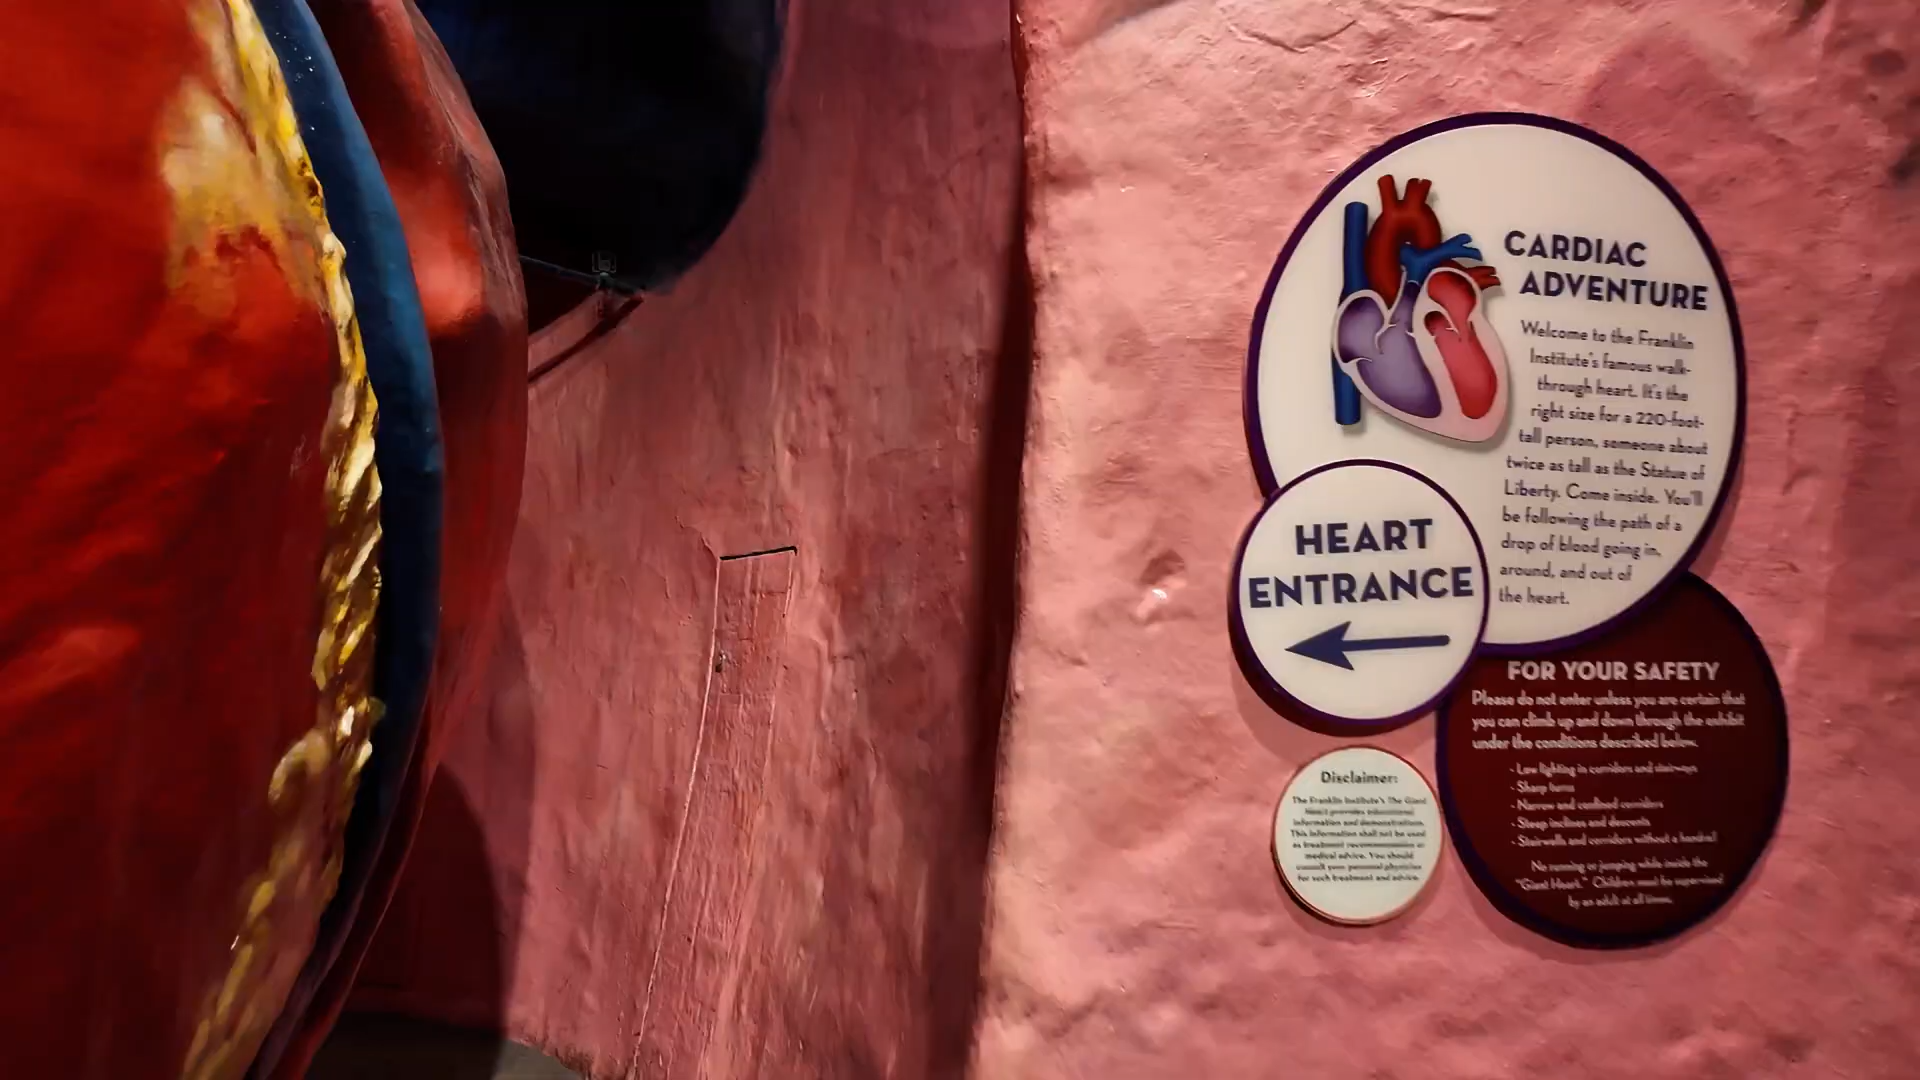 CARDIAC
ADVENTURE
Welcome to the Franklin
Institute's famous walk-
through heart. It's the
right size for a 220-foot-
tall person, someone about
twice as tall as the Statue of
Liberty. Come inside. You'll
be following the path of a
drop of blood going in,
around, and out of
the heart.
HEART
ENTRANCE
FOR YOUR SAFETY
Please do not enter unless you are certain that
you can climb up and down through the exhibit
under the conditions described below.
- Low lighting in corridors and stairways
- Sharp turns
- Narrow and confined corridors
- Steep inclines and descents
- Stairwells and corridors without a handrail
No running or jumping while inside the
"Giant Heart." Children must be supervised
by an adult at all times.
Disclaimer:
The Franklin Institute's The Giant
Heart provides educational
information and demonstrations.
This information shall not be used
as treatment recommendation or
medical advice. You should
consult your personal physician
for such treatment and advice.